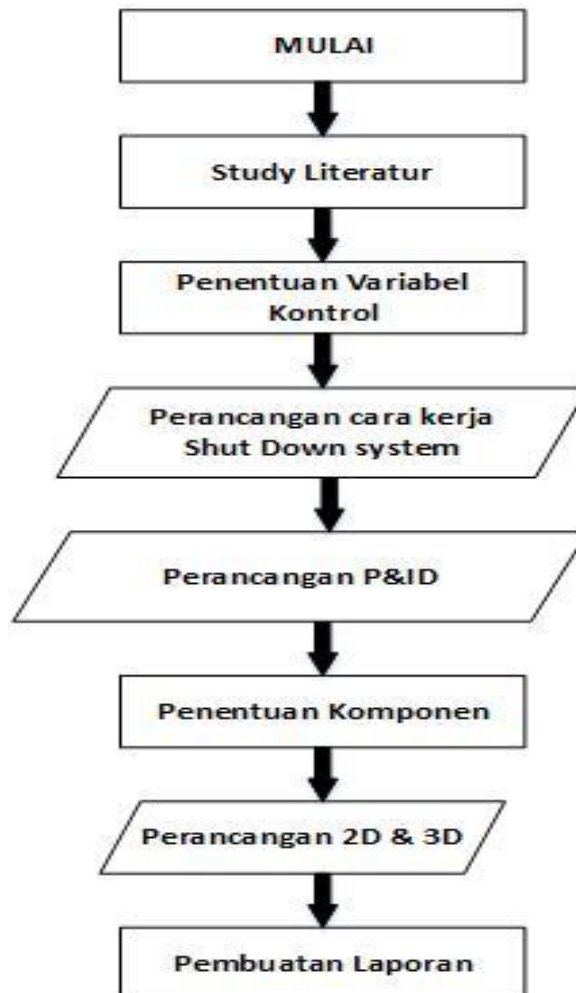 MULAI
Study Literatur
Penentuan Variabel
Kontrol
Perancangan cara kerja
Shut Down system
Perancangan P&ID
Penentuan Komponen
Perancangan 2D & 3D
Pembuatan Laporan